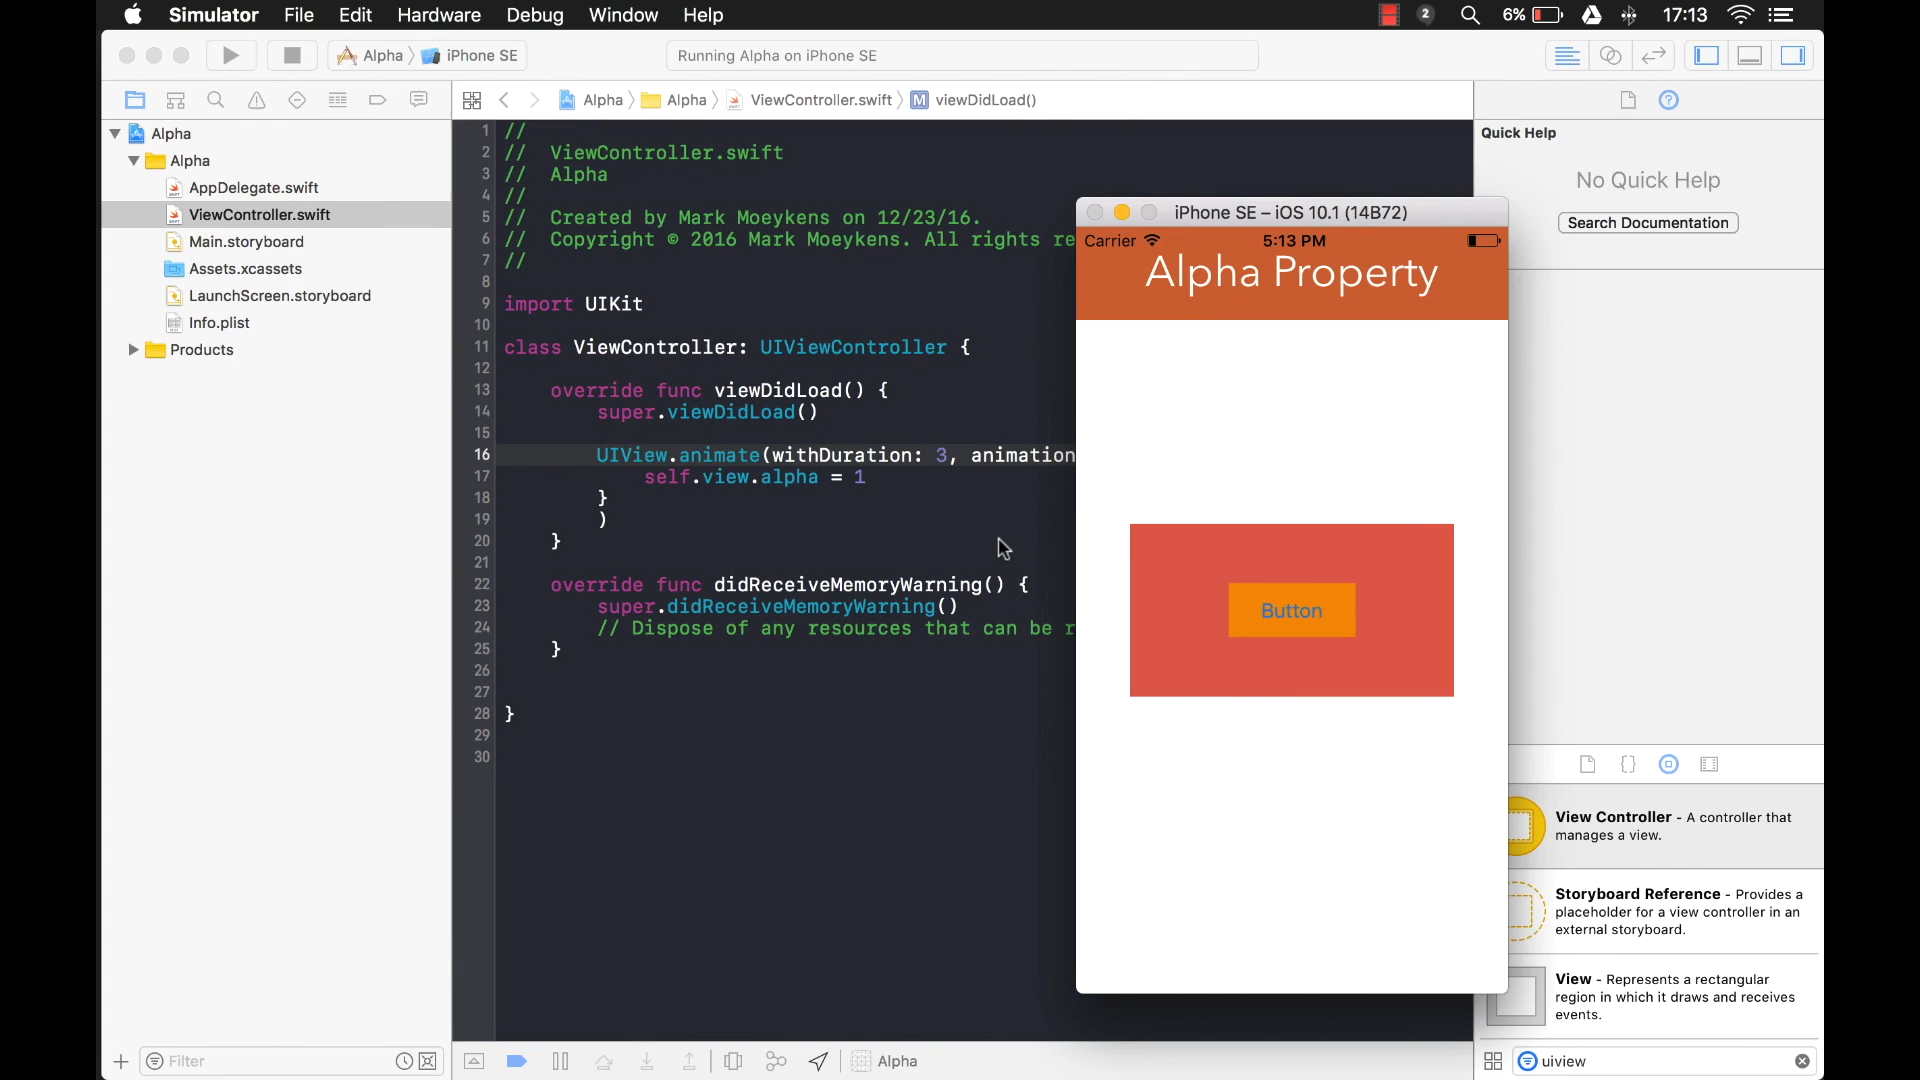 Simulator File Edit Hardware Debug Window Help 2 6% 17:13
Alpha iPhone SE Running Alpha on iPhone SE
Alpha Alpha ViewController.swift M viewDidLoad()
Alpha
Alpha
AppDelegate.swift
ViewController.swift
Main.storyboard
Assets.xcassets
LaunchScreen.storyboard
Info.plist
Products
Filter
1 //
2 // ViewController.swift
3 // Alpha
4 //
5 // Created by Mark Moeykens on 12/23/16.
6 // Copyright © 2016 Mark Moeykens. All rights re
7 //
8
9 import UIKit
10
11 class ViewController: UIViewController {
12
13 override func viewDidLoad() {
14 super.viewDidLoad()
15
16 UIView.animate(withDuration: 3, animation
17 self.view.alpha = 1
18 }
19 )
20 }
21
22 override func didReceiveMemoryWarning() {
23 super.didReceiveMemoryWarning()
24 // Dispose of any resources that can be r
25 }
26
27
28 }
29
30
Alpha
iPhone SE – iOS 10.1 (14B72)
Carrier 5:13 PM
Alpha Property
Button
Quick Help
No Quick Help
Search Documentation
View Controller - A controller that
manages a view.
Storyboard Reference - Provides a
placeholder for a view controller in an
external storyboard.
View - Represents a rectangular
region in which it draws and receives
events.
uiview